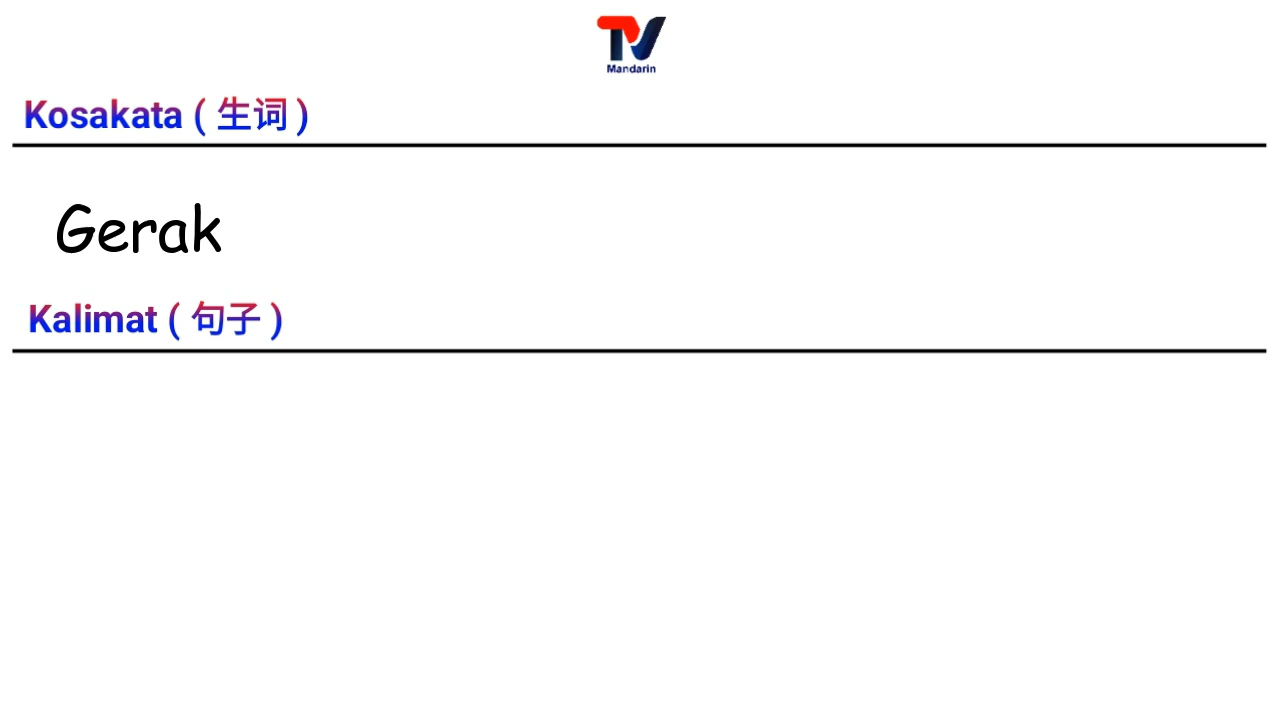 TV
Mandarin
Kosakata ( 生词 )
Gerak
Kalimat ( 句子 )